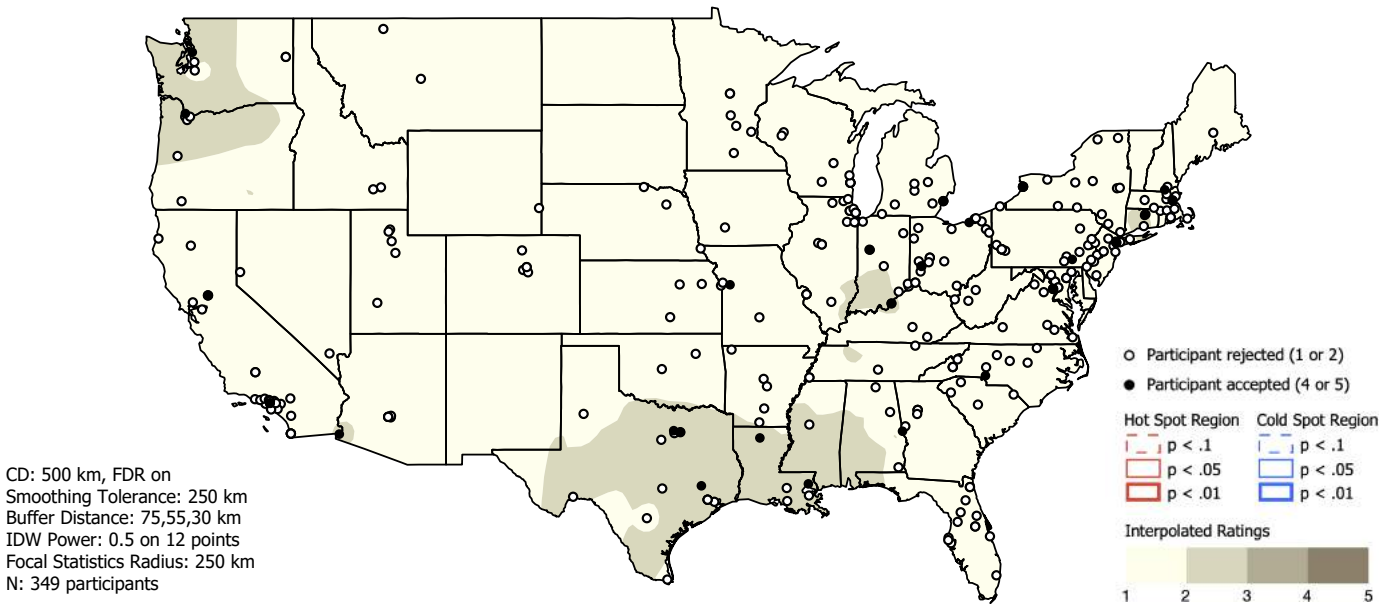 Participant rejected (1 or 2)
Participant accepted (4 or 5)
Hot Spot Region Cold Spot Region
p < .1 p < .1
p < .05 p < .05
p < .01 p < .01
Interpolated Ratings
1 2 3 4 5
CD: 500 km, FDR on
Smoothing Tolerance: 250 km
Buffer Distance: 75,55,30 km
IDW Power: 0.5 on 12 points
Focal Statistics Radius: 250 km
N: 349 participants